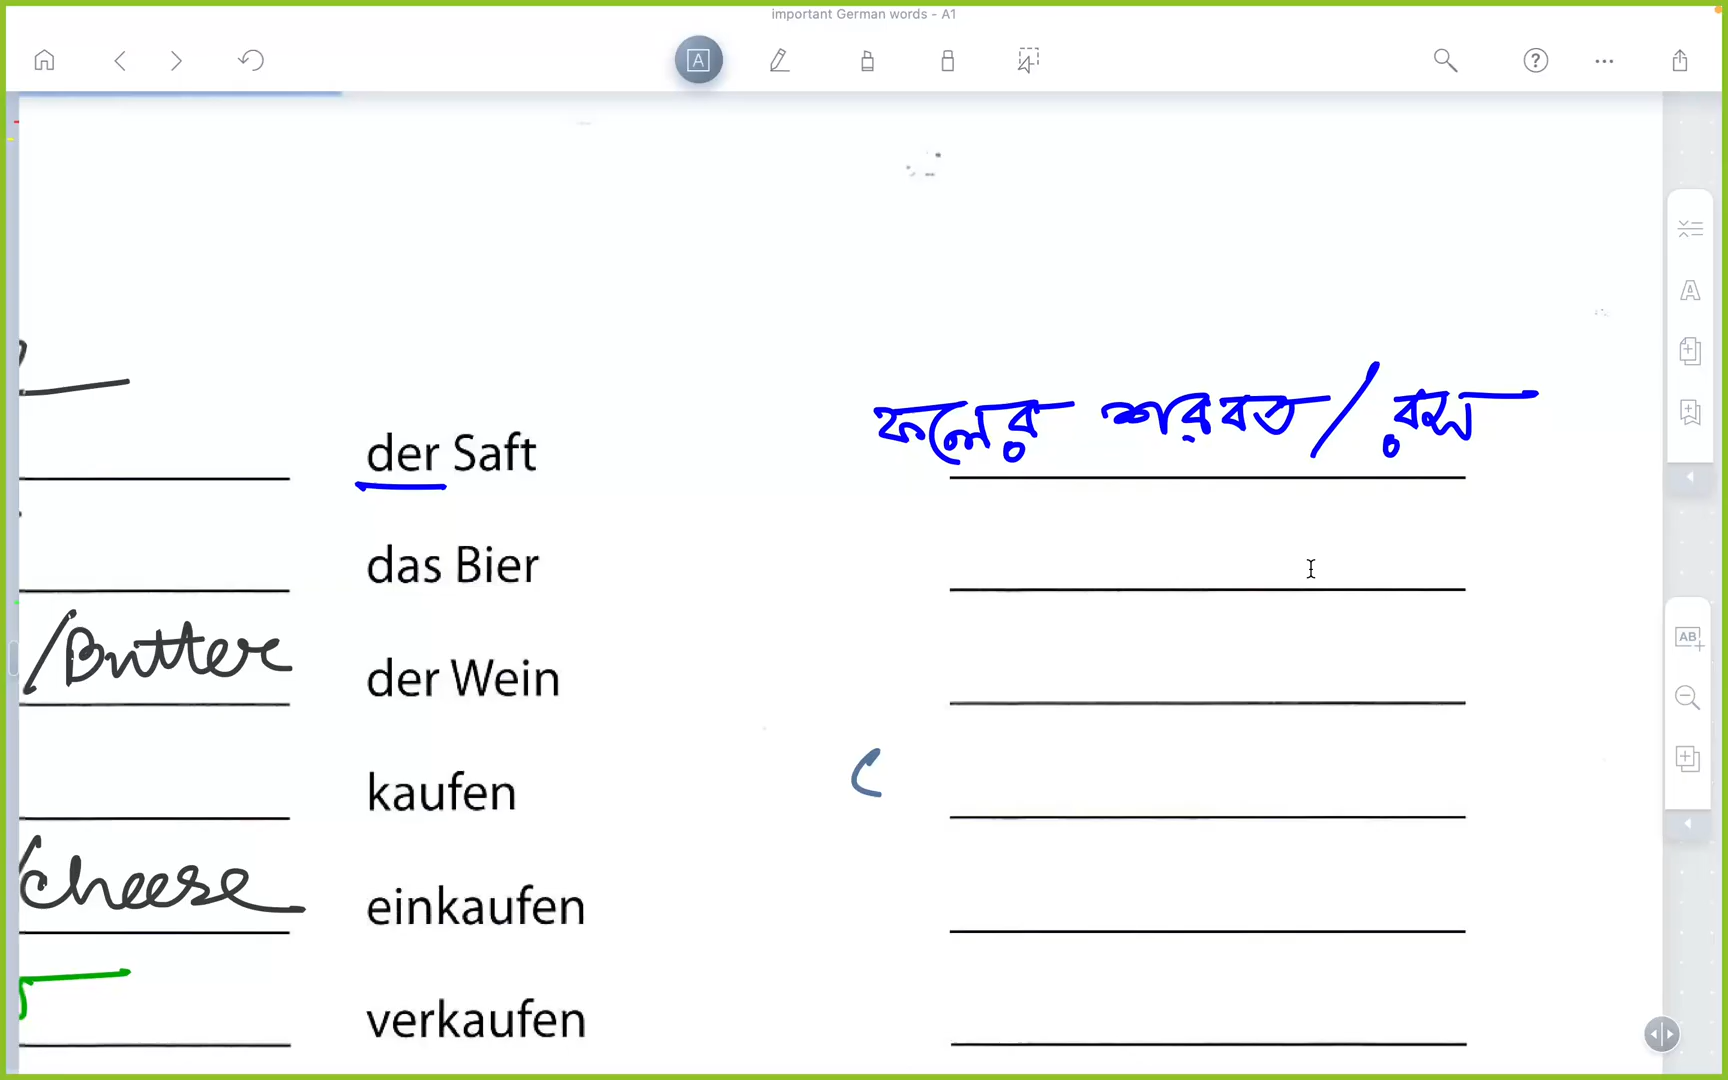 important German words - A1
der Saft ফলের শরবত / রস
das Bier
/Butter der Wein
kaufen
/cheese einkaufen
verkaufen